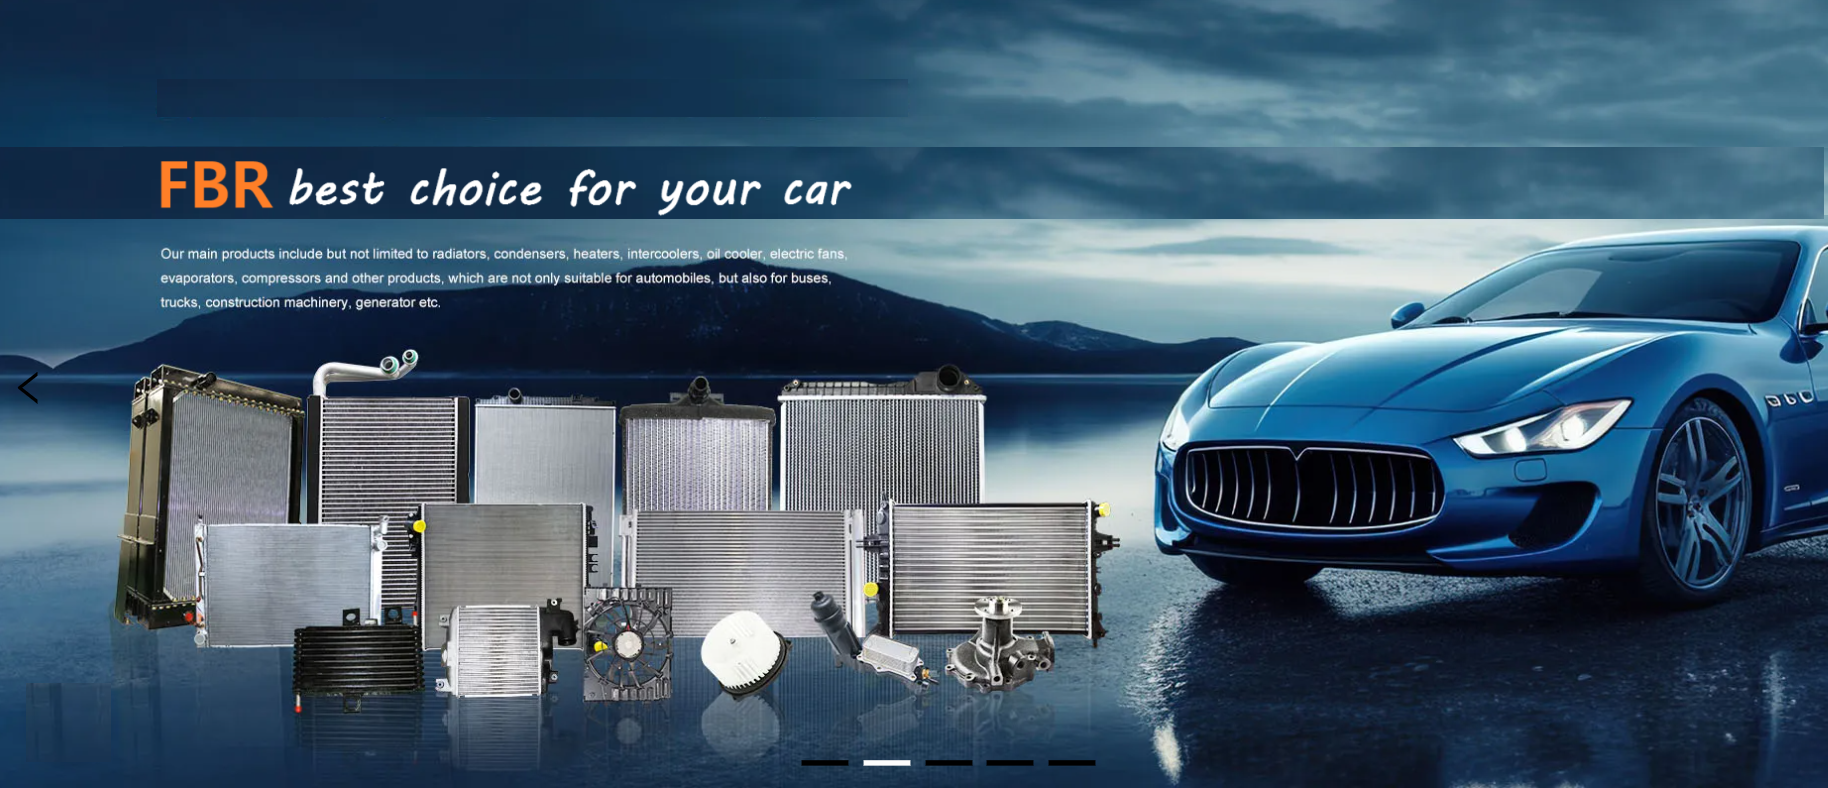 FBR best choice for your car
Our main products include but not limited to radiators, condensers, heaters, intercoolers, oil cooler, electric fans,
evaporators, compressors and other products, which are not only suitable for automobiles, but also for buses,
trucks, construction machinery, generator etc.